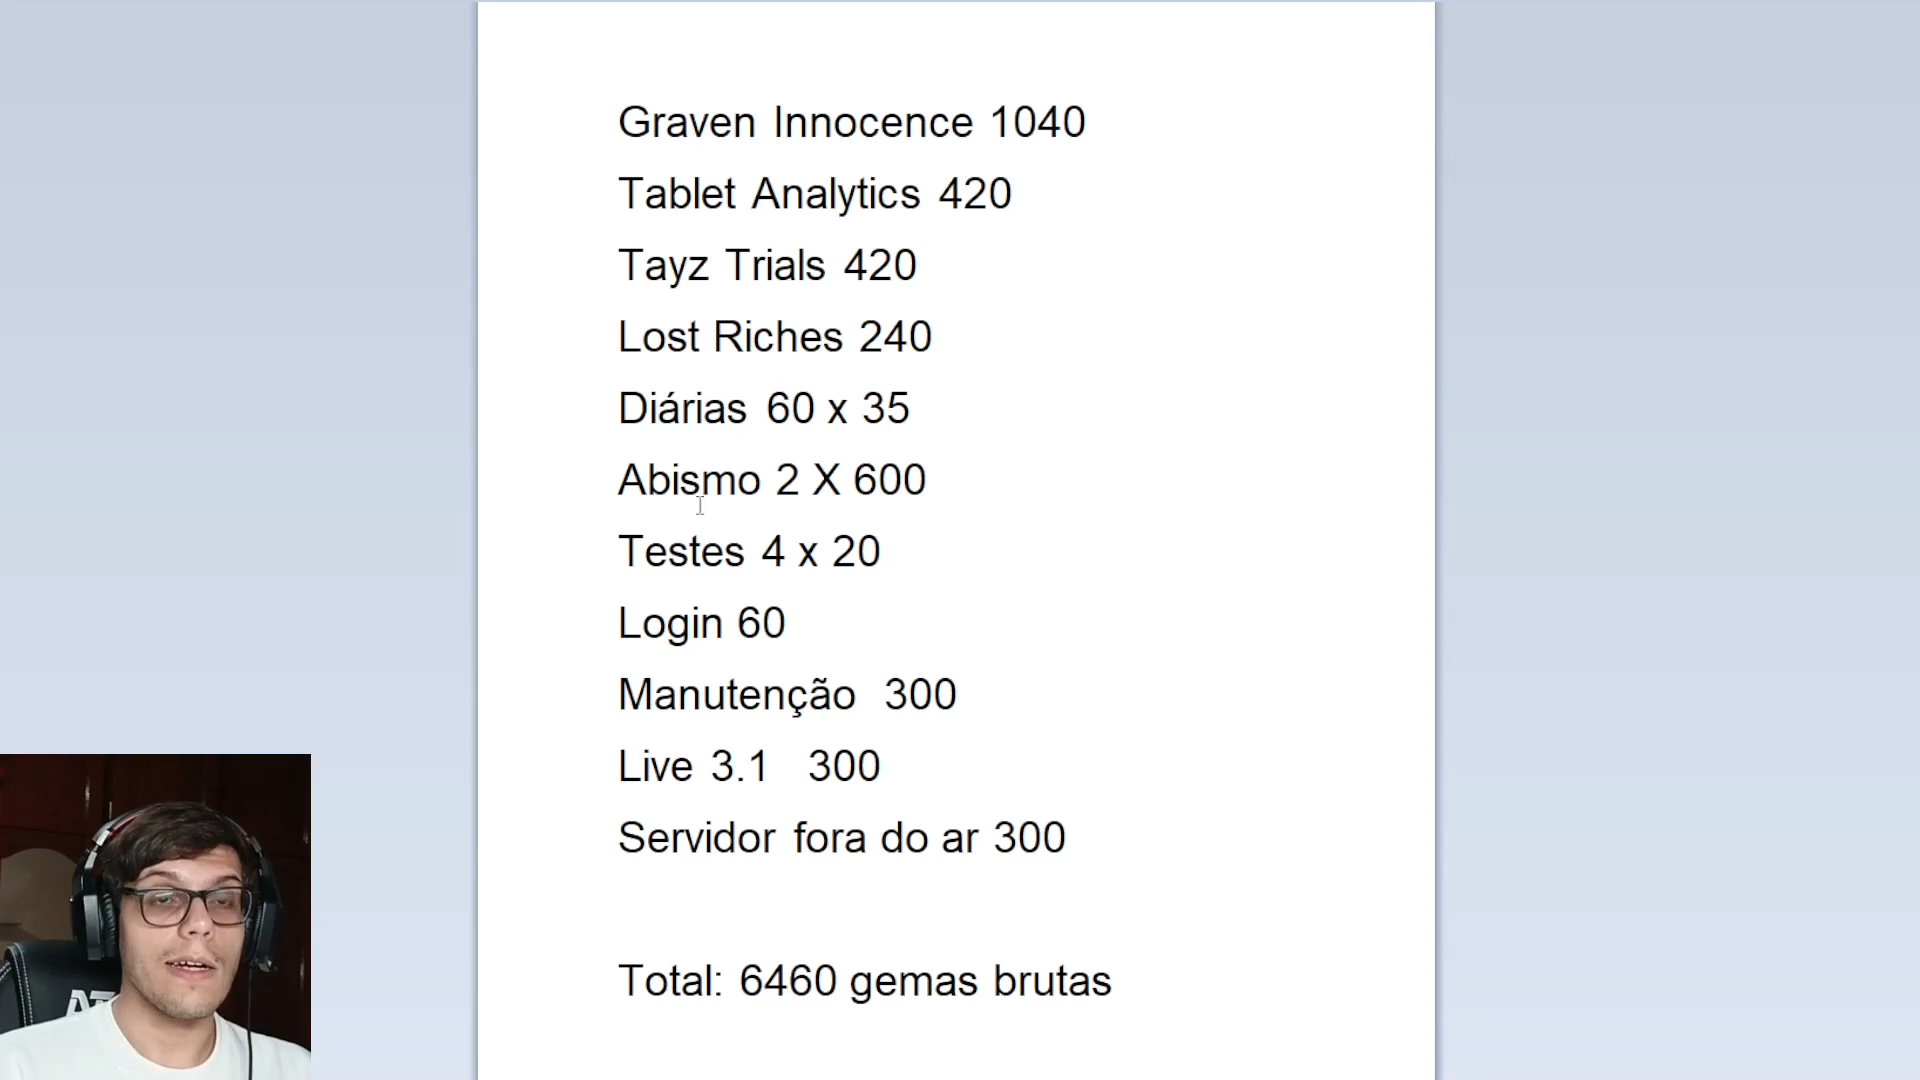 Graven Innocence 1040
Tablet Analytics 420
Tayz Trials 420
Lost Riches 240
Diárias 60 x 35
Abismo 2 X 600
Testes 4 x 20
Login 60
Manutenção 300
Live 3.1 300
Servidor fora do ar 300
Total: 6460 gemas brutas